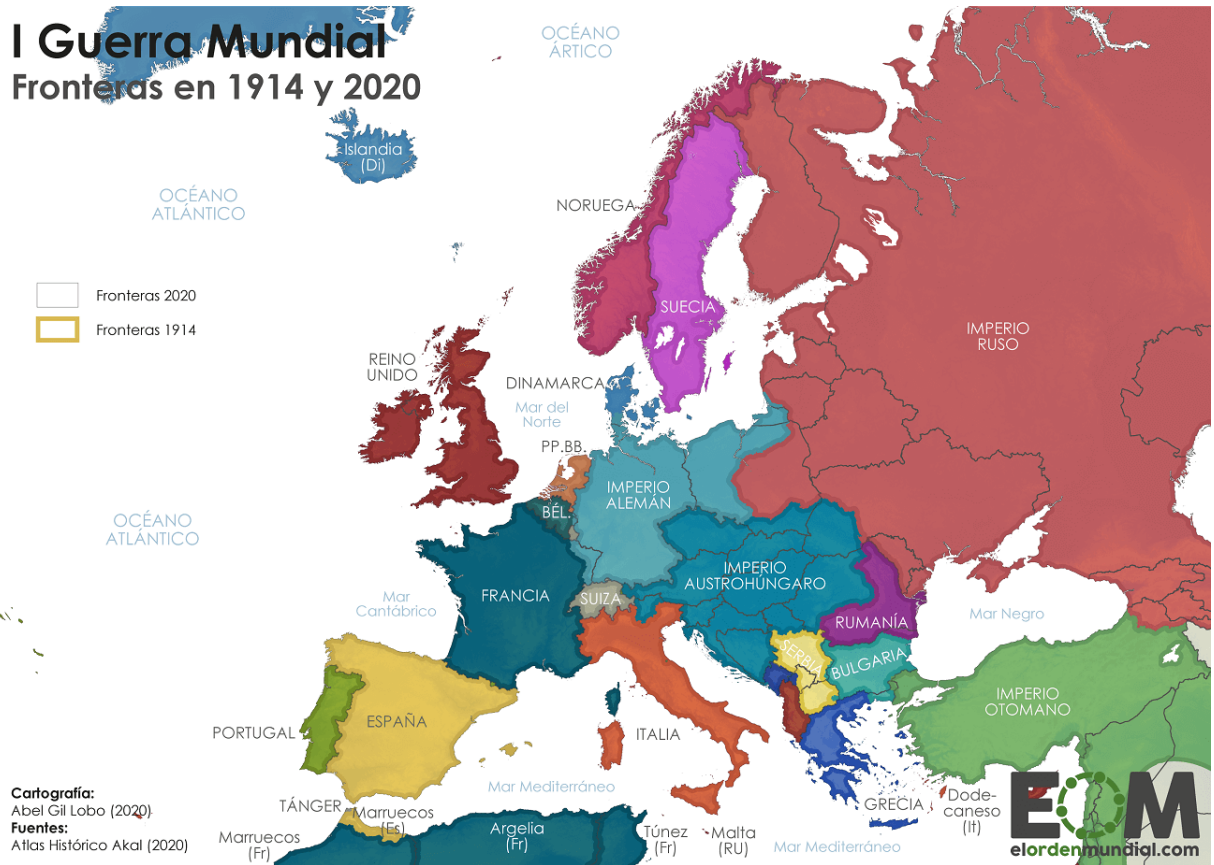 I Guerra Mundial
Fronteras en 1914 y 2020
OCÉANO
ÁRTICO
Islandia
(Di)
OCÉANO
ATLÁNTICO
NORUEGA
Fronteras 2020
Fronteras 1914
SUECIA
IMPERIO
RUSO
REINO
UNIDO
DINAMARCA
Mar del
Norte
PP.BB.
IMPERIO
ALEMÁN
BÉL.
OCÉANO
ATLÁNTICO
IMPERIO
AUSTROHÚNGARO
FRANCIA
SUIZA
Mar
Cantábrico
Mar Negro
RUMANÍA
SERBIA
BULGARIA
IMPERIO
OTOMANO
ESPAÑA
PORTUGAL
ITALIA
Mar Mediterráneo
Cartografía:
Abel Gil Lobo (2020)
Fuentes:
Atlas Histórico Akal (2020)
TÁNGER
Marruecos
(Es)
Marruecos
(Fr)
Argelia
(Fr)
Túnez
(Fr)
Malta
(RU)
Mar Mediterráneo
GRECIA
Dode-
caneso
(It)
EOM
elordenmundial.com